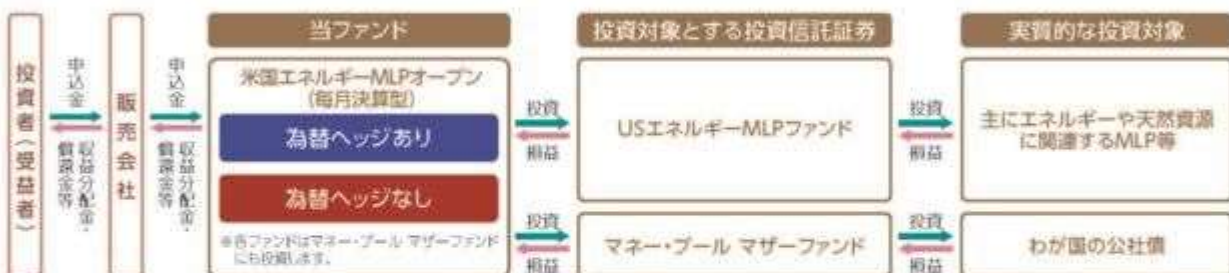 当ファンド
投資対象とする投資信託証券
実質的な投資対象
投資者(受益者)
申込金
収益分配金・
償還金等
販売会社
申込金
収益分配金・
償還金等
米国エネルギーMLPオープン
(毎月決算型)
為替ヘッジあり
為替ヘッジなし
※各ファンドはマネー・プール マザーファンド
にも投資します。
投資
損益
USエネルギーMLPファンド
投資
損益
主にエネルギーや天然資源
に関連するMLP等
投資
損益
マネー・プール マザーファンド
投資
損益
わが国の公社債